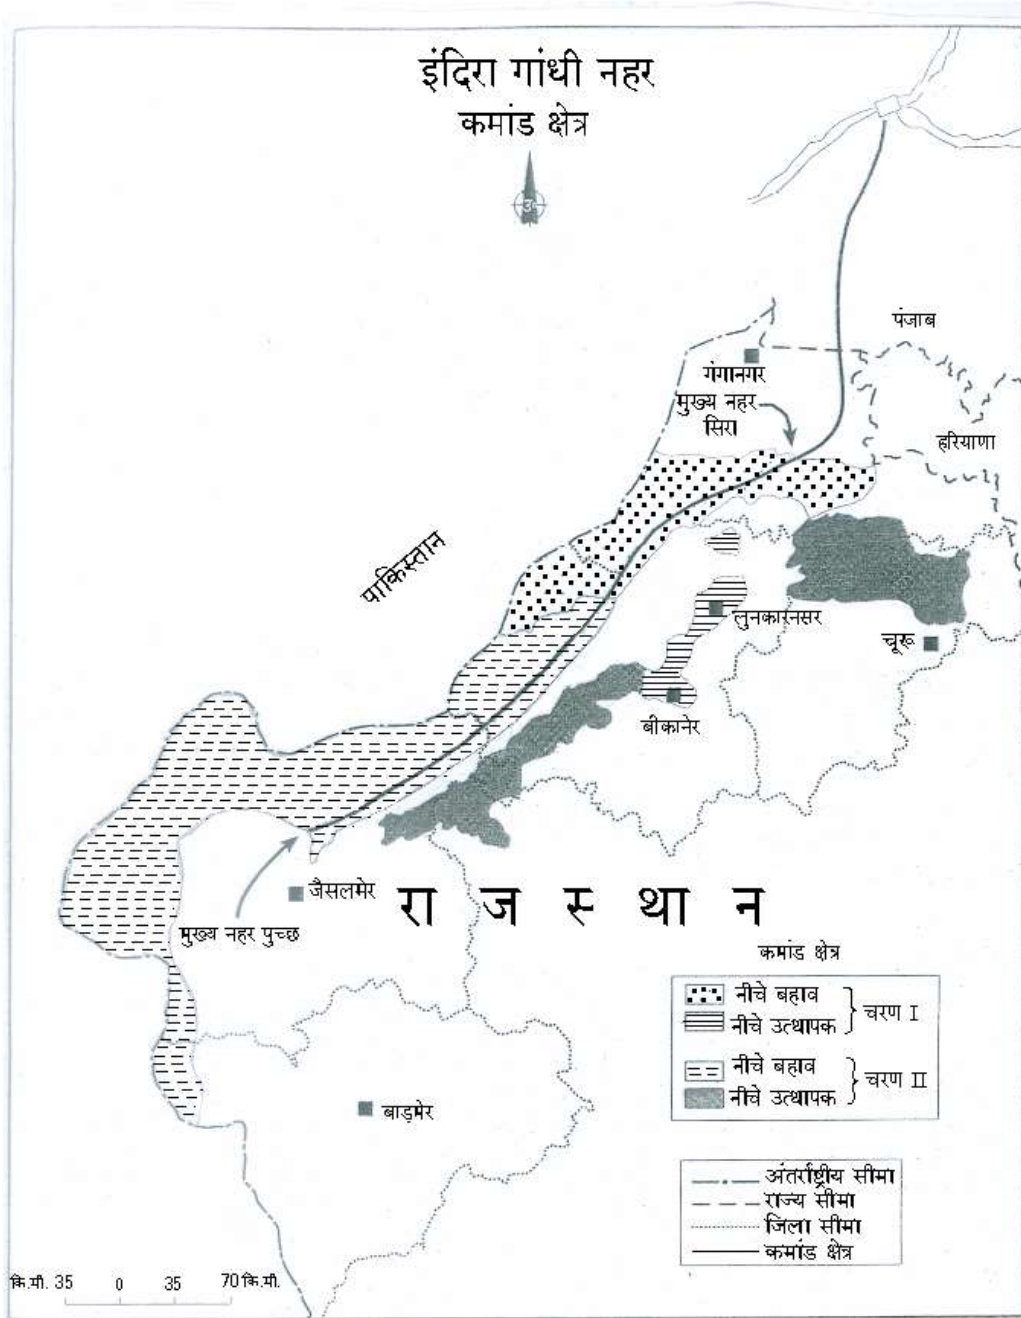 इंदिरा गांधी नहर
कमांड क्षेत्र
उ
पंजाब
गंगानगर
मुख्य नहर
सिरा
हरियाणा
पाकिस्तान
लुनकारनसर
चूरू
बीकानेर
जैसलमेर
राजस्थान
मुख्य नहर पुच्छ
कमांड क्षेत्र
नीचे बहाव
नीचे उत्थापक
चरण I
नीचे बहाव
नीचे उत्थापक
चरण II
बाड़मेर
अंतर्राष्ट्रीय सीमा
राज्य सीमा
जिला सीमा
कमांड क्षेत्र
कि.मी. 35 0 35 70 कि.मी.